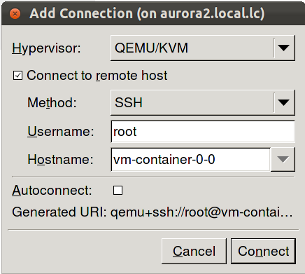 Add Connection (on aurora2.local.lc)
Hypervisor: QEMU/KVM
Connect to remote host
Method: SSH
Username: root
Hostname: vm-container-0-0
Autoconnect:
Generated URI: qemu+ssh://root@vm-contai...
Cancel Connect